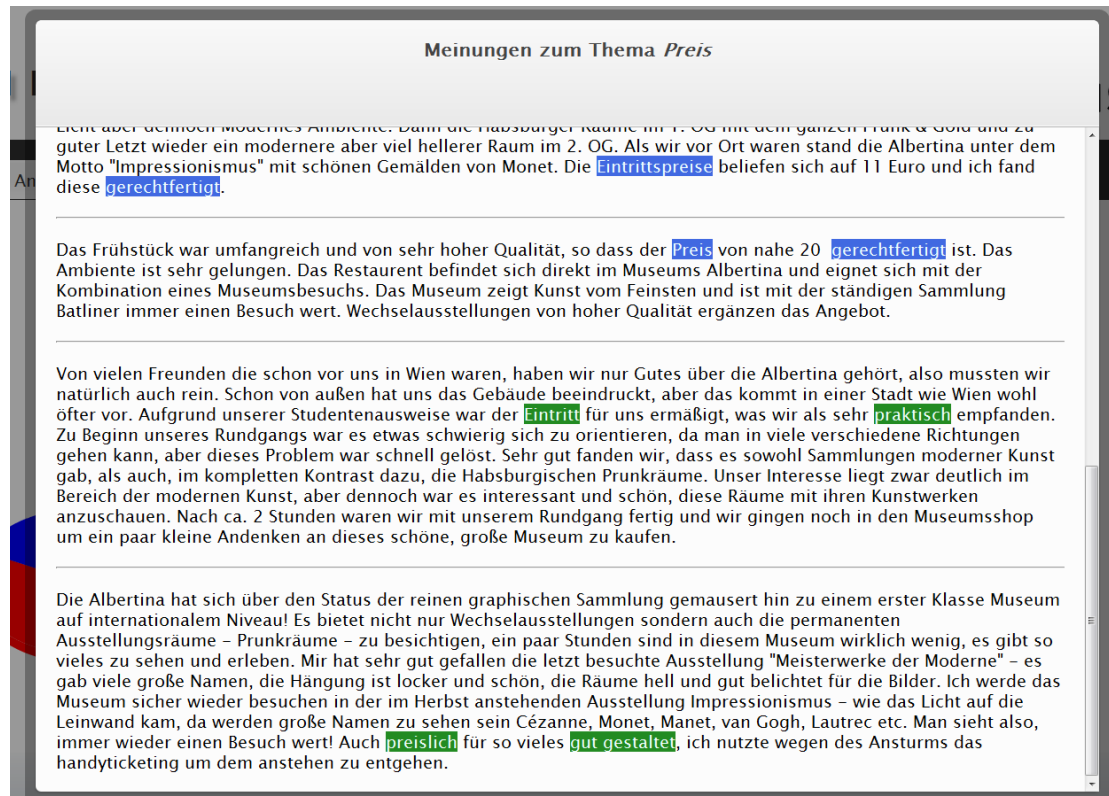 Meinungen zum Thema Preis
Licht aber dennoch Modernes Ambiente. Dann die Habsburger Räume im 1. OG mit dem ganzen Prunk & Gold und zu
guter Letzt wieder ein modernere aber viel hellerer Raum im 2. OG. Als wir vor Ort waren stand die Albertina unter dem
Motto "Impressionismus" mit schönen Gemälden von Monet. Die Eintrittspreise beliefen sich auf 11 Euro und ich fand
diese gerechtfertigt.
Das Frühstück war umfangreich und von sehr hoher Qualität, so dass der Preis von nahe 20 gerechtfertigt ist. Das
Ambiente ist sehr gelungen. Das Restaurent befindet sich direkt im Museums Albertina und eignet sich mit der
Kombination eines Museumsbesuchs. Das Museum zeigt Kunst vom Feinsten und ist mit der ständigen Sammlung
Batliner immer einen Besuch wert. Wechselausstellungen von hoher Qualität ergänzen das Angebot.
Von vielen Freunden die schon vor uns in Wien waren, haben wir nur Gutes über die Albertina gehört, also mussten wir
natürlich auch rein. Schon von außen hat uns das Gebäude beeindruckt, aber das kommt in einer Stadt wie Wien wohl
öfter vor. Aufgrund unserer Studentenausweise war der Eintritt für uns ermäßigt, was wir als sehr praktisch empfanden.
Zu Beginn unseres Rundgangs war es etwas schwierig sich zu orientieren, da man in viele verschiedene Richtungen
gehen kann, aber dieses Problem war schnell gelöst. Sehr gut fanden wir, dass es sowohl Sammlungen moderner Kunst
gab, als auch, im kompletten Kontrast dazu, die Habsburgischen Prunkräume. Unser Interesse liegt zwar deutlich im
Bereich der modernen Kunst, aber dennoch war es interessant und schön, diese Räume mit ihren Kunstwerken
anzuschauen. Nach ca. 2 Stunden waren wir mit unserem Rundgang fertig und wir gingen noch in den Museumsshop
um ein paar kleine Andenken an dieses schöne, große Museum zu kaufen.
Die Albertina hat sich über den Status der reinen graphischen Sammlung gemausert hin zu einem erster Klasse Museum
auf internationalem Niveau! Es bietet nicht nur Wechselausstellungen sondern auch die permanenten
Ausstellungsräume – Prunkräume – zu besichtigen, ein paar Stunden sind in diesem Museum wirklich wenig, es gibt so
vieles zu sehen und erleben. Mir hat sehr gut gefallen die letzt besuchte Ausstellung "Meisterwerke der Moderne" – es
gab viele große Namen, die Hängung ist locker und schön, die Räume hell und gut belichtet für die Bilder. Ich werde das
Museum sicher wieder besuchen in der im Herbst anstehenden Ausstellung Impressionismus – wie das Licht auf die
Leinwand kam, da werden große Namen zu sehen sein Cézanne, Monet, Manet, van Gogh, Lautrec etc. Man sieht also,
immer wieder einen Besuch wert! Auch preislich für so vieles gut gestaltet, ich nutzte wegen des Ansturms das
handyticketing um dem anstehen zu entgehen.